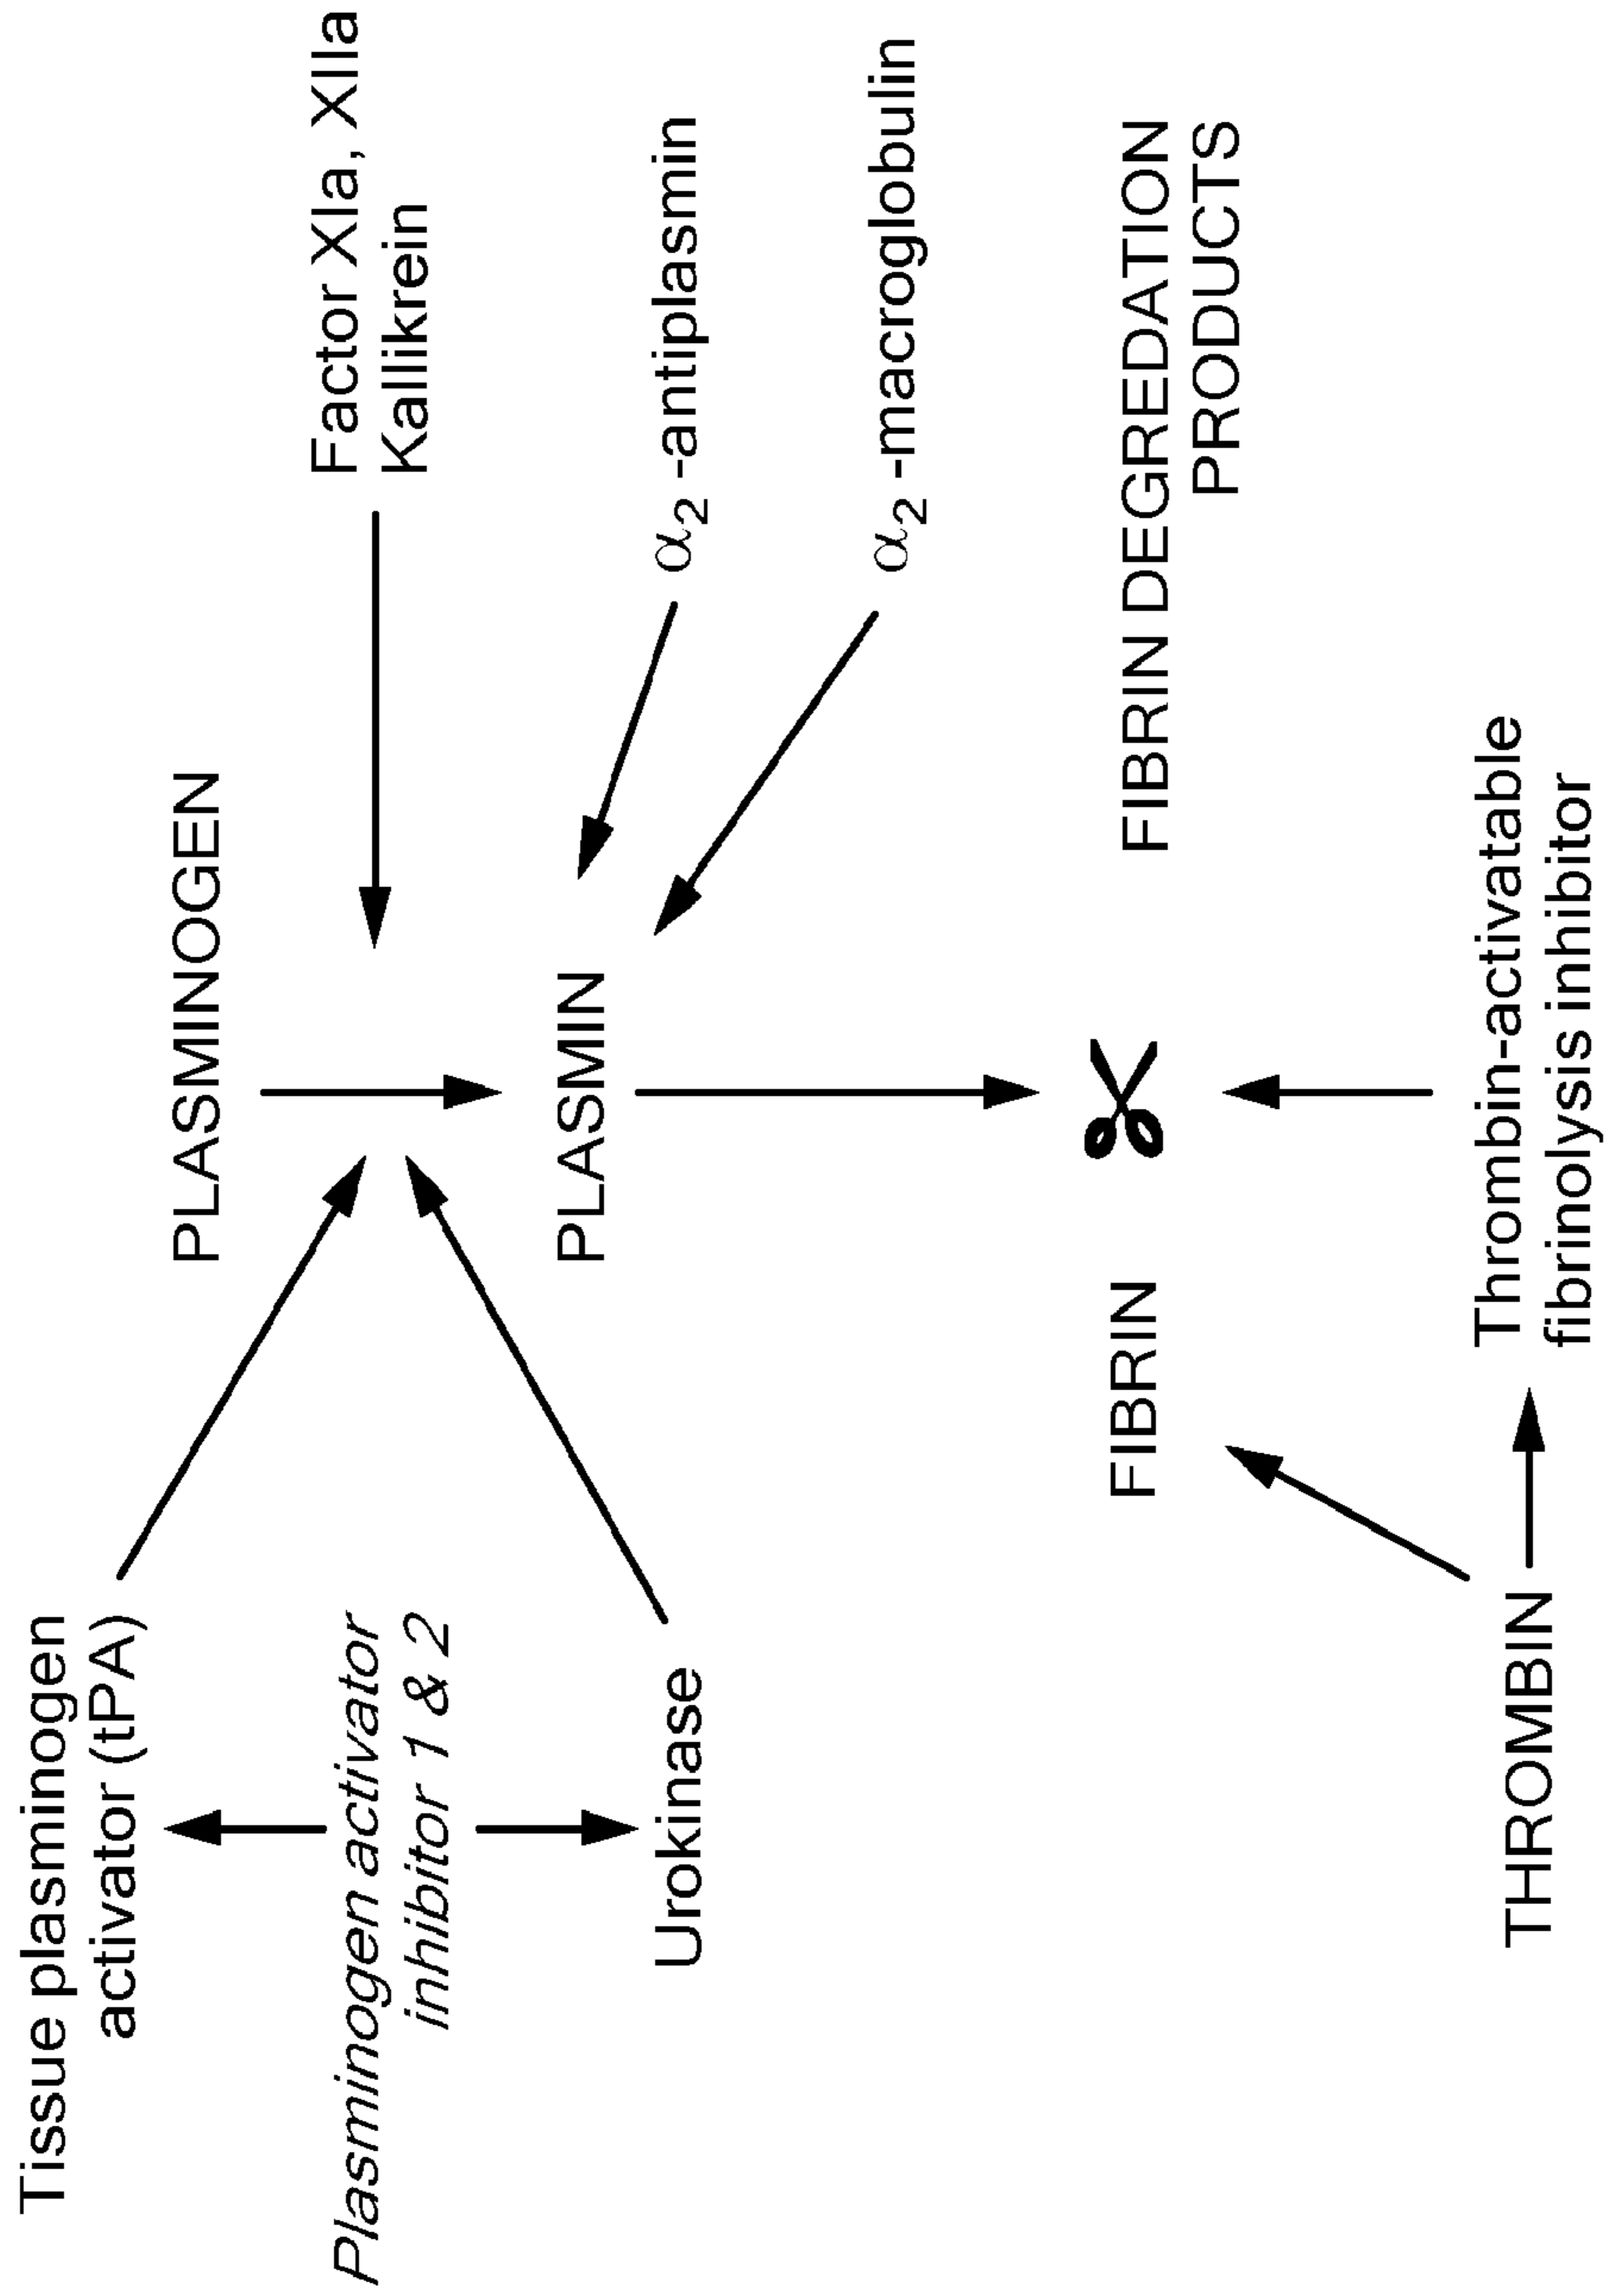 Tissue plasminogen
activator (tPA)
PLASMINOGEN
Factor XIa, XIIa
Kallikrein
Plasminogen activator
inhibitor 1 & 2
PLASMIN
α2 -antiplasmin
Urokinase
α2 -macroglobulin
FIBRIN
FIBRIN DEGREDATION
PRODUCTS
THROMBIN
Thrombin-activatable
fibrinolysis inhibitor